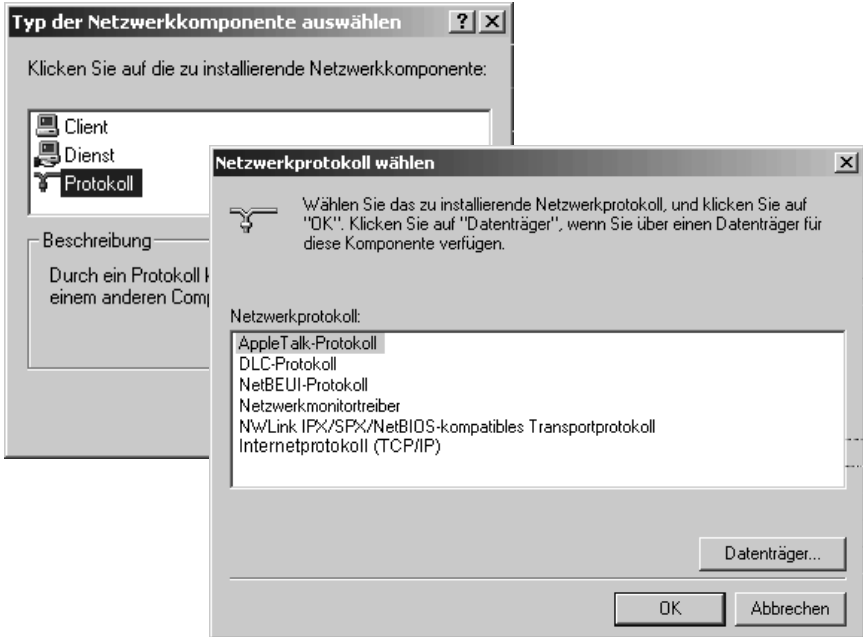 Typ der Netzwerkkomponente auswählen
Klicken Sie auf die zu installierende Netzwerkkomponente:
Client
Dienst
Protokoll
Beschreibung
Durch ein Protokoll
einem anderen
Netzwerkprotokoll wählen
Wählen Sie das zu installierende Netzwerkprotokoll, und klicken Sie auf
"OK". Klicken Sie auf "Datenträger", wenn Sie über einen Datenträger für
diese Komponente verfügen.
Netzwerkprotokoll:
AppleTalk-Protokoll
DLC-Protokoll
NetBEUI-Protokoll
Netzwerkmonitortreiber
NWLink IPX/SPX/NetBIOS-kompatibles Transportprotokoll
Internetprotokoll (TCP/IP)
Datenträger...
OK
Abbrechen